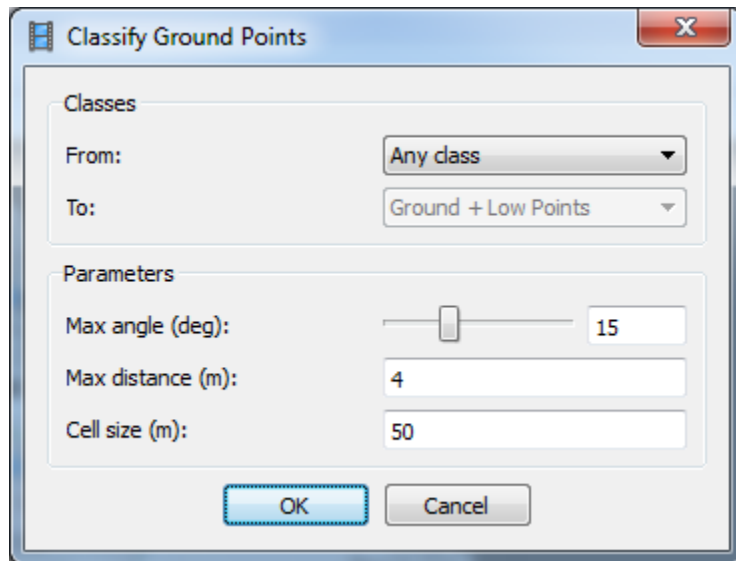 Classify Ground Points
Classes
From: Any class
To: Ground + Low Points
Parameters
Max angle (deg): 15
Max distance (m): 4
Cell size (m): 50
OK Cancel